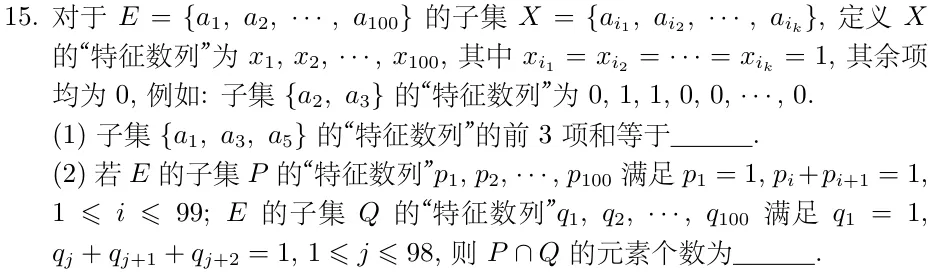 15. 对于 E = {a₁, a₂, ⋯, a₁₀₀} 的子集 X = {a_{i₁}, a_{i₂}, ⋯, a_{i_k}}, 定义 X
的“特征数列”为 x₁, x₂, ⋯, x₁₀₀, 其中 x_{i₁} = x_{i₂} = ⋯ = x_{i_k} = 1, 其余项
均为 0, 例如: 子集 {a₂, a₃} 的“特征数列”为 0, 1, 1, 0, 0, ⋯, 0.
(1) 子集 {a₁, a₃, a₅} 的“特征数列”的前 3 项和等于______.
(2) 若 E 的子集 P 的“特征数列”p₁, p₂, ⋯, p₁₀₀ 满足 p₁ = 1, p_i+p_{i+1} = 1,
1 ⩽ i ⩽ 99; E 的子集 Q 的“特征数列”q₁, q₂, ⋯, q₁₀₀ 满足 q₁ = 1,
q_j + q_{j+1} + q_{j+2} = 1, 1 ⩽ j ⩽ 98, 则 P ∩ Q 的元素个数为______.